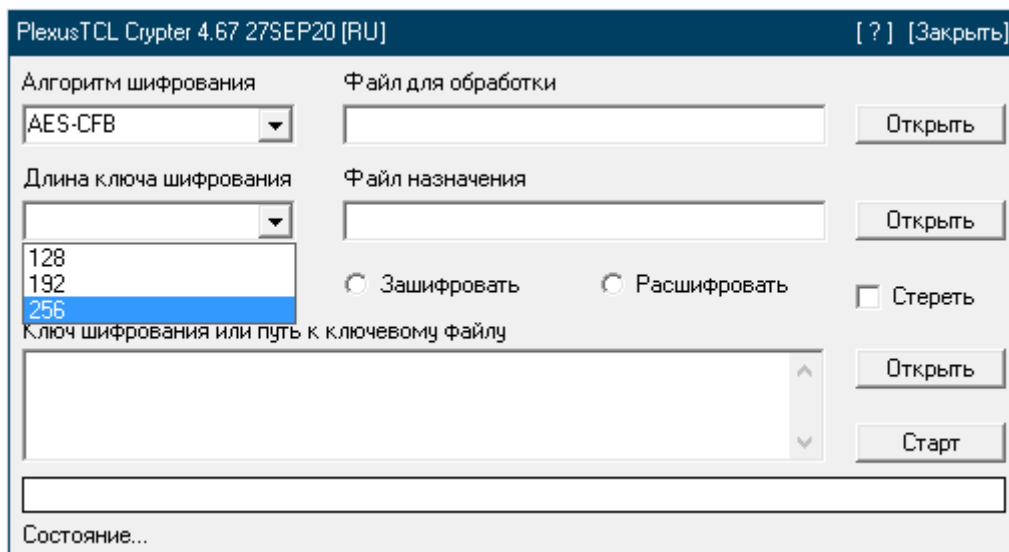 PlexusTCL Crypter 4.67 27SEP20 [RU] [ ? ] [Закрыть]
Алгоритм шифрования Файл для обработки
AES-CFB Открыть
Длина ключа шифрования Файл назначения
Открыть
128
192 Зашифровать Расшифровать Стереть
256
Ключ шифрования или путь к ключевому файлу
Открыть
Старт
Состояние...